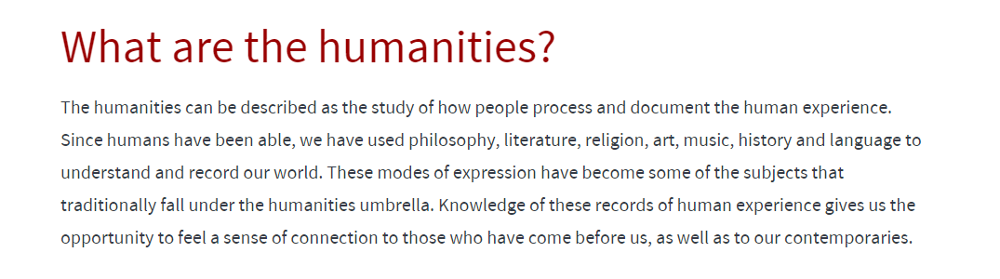 What are the humanities?
The humanities can be described as the study of how people process and document the human experience.
Since humans have been able, we have used philosophy, literature, religion, art, music, history and language to
understand and record our world. These modes of expression have become some of the subjects that
traditionally fall under the humanities umbrella. Knowledge of these records of human experience gives us the
opportunity to feel a sense of connection to those who have come before us, as well as to our contemporaries.